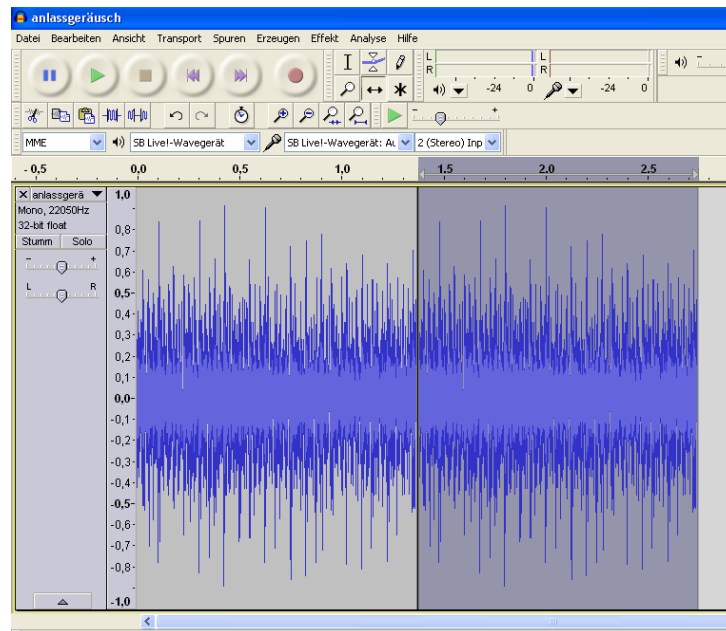 anlassgeräusch
Datei Bearbeiten Ansicht Transport Spuren Erzeugen Effekt Analyse Hilfe
L
R
-24 0
L
R
-24 0
MME SB Live!-Wavegerät SB Live!-Wavegerät: Au 2 (Stereo) Inp
- 0,5 0,0 0,5 1,0 1,5 2,0 2,5
anlassgerä
Mono, 22050Hz
32-bit float
Stumm Solo
- +
L R
1,0
0,8
0,7
0,6
0,5
0,4
0,3
0,2
0,1
0,0
-0,1
-0,2
-0,3
-0,4
-0,5
-0,6
-0,7
-0,8
-1,0